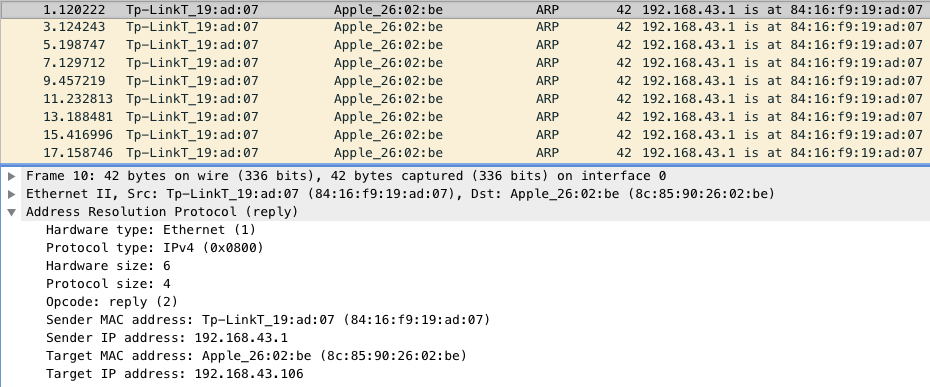 1.120222 Tp-LinkT_19:ad:07 Apple_26:02:be ARP 42 192.168.43.1 is at 84:16:f9:19:ad:07
3.124243 Tp-LinkT_19:ad:07 Apple_26:02:be ARP 42 192.168.43.1 is at 84:16:f9:19:ad:07
5.198747 Tp-LinkT_19:ad:07 Apple_26:02:be ARP 42 192.168.43.1 is at 84:16:f9:19:ad:07
7.129712 Tp-LinkT_19:ad:07 Apple_26:02:be ARP 42 192.168.43.1 is at 84:16:f9:19:ad:07
9.457219 Tp-LinkT_19:ad:07 Apple_26:02:be ARP 42 192.168.43.1 is at 84:16:f9:19:ad:07
11.232813 Tp-LinkT_19:ad:07 Apple_26:02:be ARP 42 192.168.43.1 is at 84:16:f9:19:ad:07
13.188481 Tp-LinkT_19:ad:07 Apple_26:02:be ARP 42 192.168.43.1 is at 84:16:f9:19:ad:07
15.416996 Tp-LinkT_19:ad:07 Apple_26:02:be ARP 42 192.168.43.1 is at 84:16:f9:19:ad:07
17.158746 Tp-LinkT_19:ad:07 Apple_26:02:be ARP 42 192.168.43.1 is at 84:16:f9:19:ad:07
Frame 10: 42 bytes on wire (336 bits), 42 bytes captured (336 bits) on interface 0
Ethernet II, Src: Tp-LinkT_19:ad:07 (84:16:f9:19:ad:07), Dst: Apple_26:02:be (8c:85:90:26:02:be)
Address Resolution Protocol (reply)
Hardware type: Ethernet (1)
Protocol type: IPv4 (0x0800)
Hardware size: 6
Protocol size: 4
Opcode: reply (2)
Sender MAC address: Tp-LinkT_19:ad:07 (84:16:f9:19:ad:07)
Sender IP address: 192.168.43.1
Target MAC address: Apple_26:02:be (8c:85:90:26:02:be)
Target IP address: 192.168.43.106